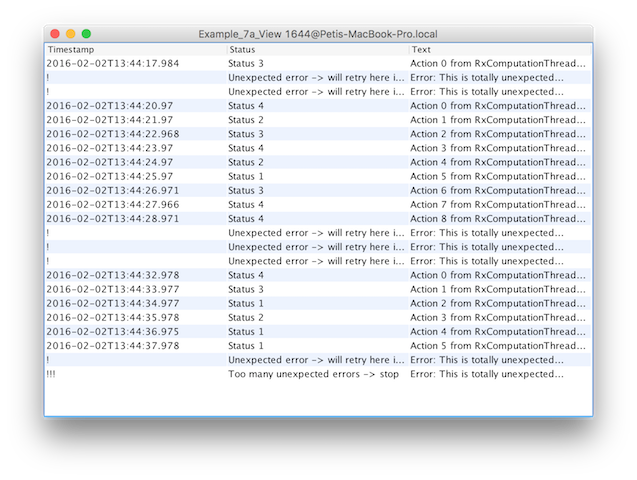 Example_7a_View 1644@Petis-MacBook-Pro.local
Timestamp Status Text
2016-02-02T13:44:17.984 Status 3 Action 0 from RxComputationThread...
! Unexpected error -> will retry here i... Error: This is totally unexpected...
! Unexpected error -> will retry here i... Error: This is totally unexpected...
2016-02-02T13:44:20.97 Status 4 Action 0 from RxComputationThread...
2016-02-02T13:44:21.97 Status 2 Action 1 from RxComputationThread...
2016-02-02T13:44:22.968 Status 3 Action 2 from RxComputationThread...
2016-02-02T13:44:23.97 Status 4 Action 3 from RxComputationThread...
2016-02-02T13:44:24.97 Status 2 Action 4 from RxComputationThread...
2016-02-02T13:44:25.97 Status 1 Action 5 from RxComputationThread...
2016-02-02T13:44:26.971 Status 3 Action 6 from RxComputationThread...
2016-02-02T13:44:27.966 Status 4 Action 7 from RxComputationThread...
2016-02-02T13:44:28.971 Status 4 Action 8 from RxComputationThread...
! Unexpected error -> will retry here i... Error: This is totally unexpected...
! Unexpected error -> will retry here i... Error: This is totally unexpected...
! Unexpected error -> will retry here i... Error: This is totally unexpected...
2016-02-02T13:44:32.978 Status 4 Action 0 from RxComputationThread...
2016-02-02T13:44:33.977 Status 3 Action 1 from RxComputationThread...
2016-02-02T13:44:34.977 Status 1 Action 2 from RxComputationThread...
2016-02-02T13:44:35.978 Status 2 Action 3 from RxComputationThread...
2016-02-02T13:44:36.975 Status 1 Action 4 from RxComputationThread...
2016-02-02T13:44:37.978 Status 1 Action 5 from RxComputationThread...
! Unexpected error -> will retry here i... Error: This is totally unexpected...
!!! Too many unexpected errors -> stop Error: This is totally unexpected...